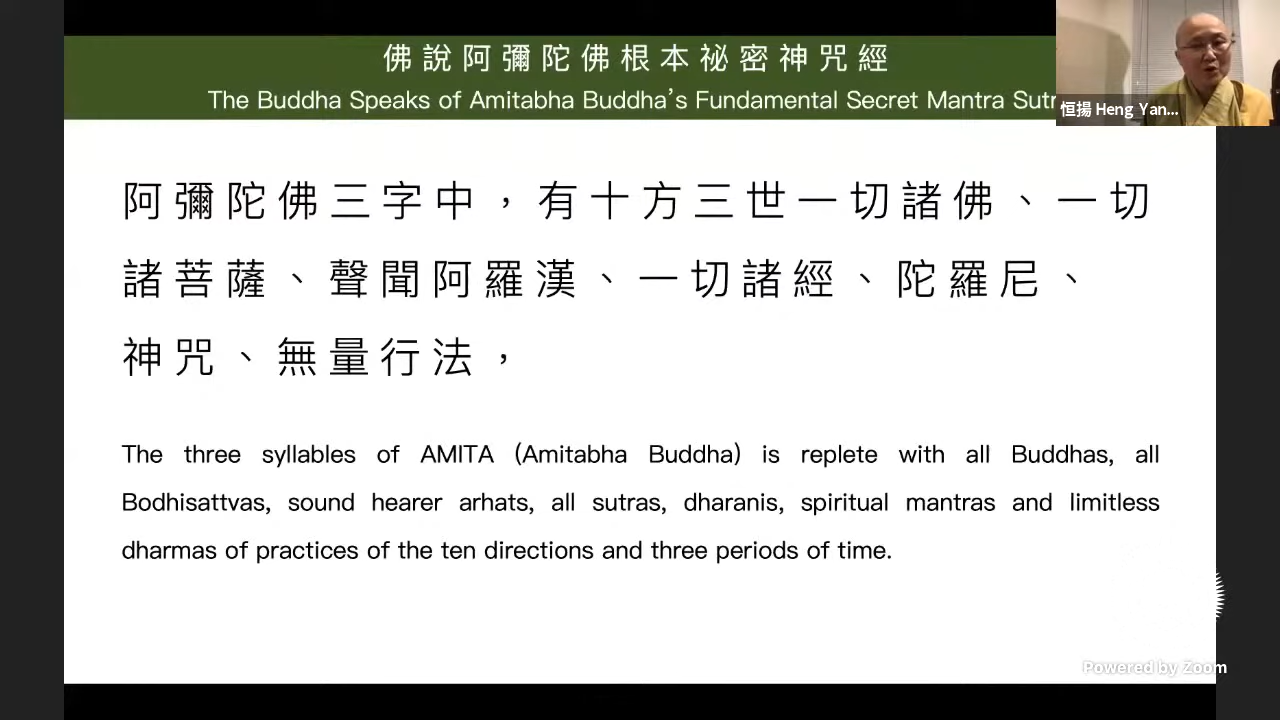 佛說阿彌陀佛根本祕密神咒經
The Buddha Speaks of Amitabha Buddha's Fundamental Secret Mantra Sut
恒揚 Heng Yan...
阿彌陀佛三字中，有十方三世一切諸佛、一切
諸菩薩、聲聞阿羅漢、一切諸經、陀羅尼、
神咒、無量行法，
The three syllables of AMITA (Amitabha Buddha) is replete with all Buddhas, all
Bodhisattvas, sound hearer arhats, all sutras, dharanis, spiritual mantras and limitless
dharmas of practices of the ten directions and three periods of time.
Powered by Zoom